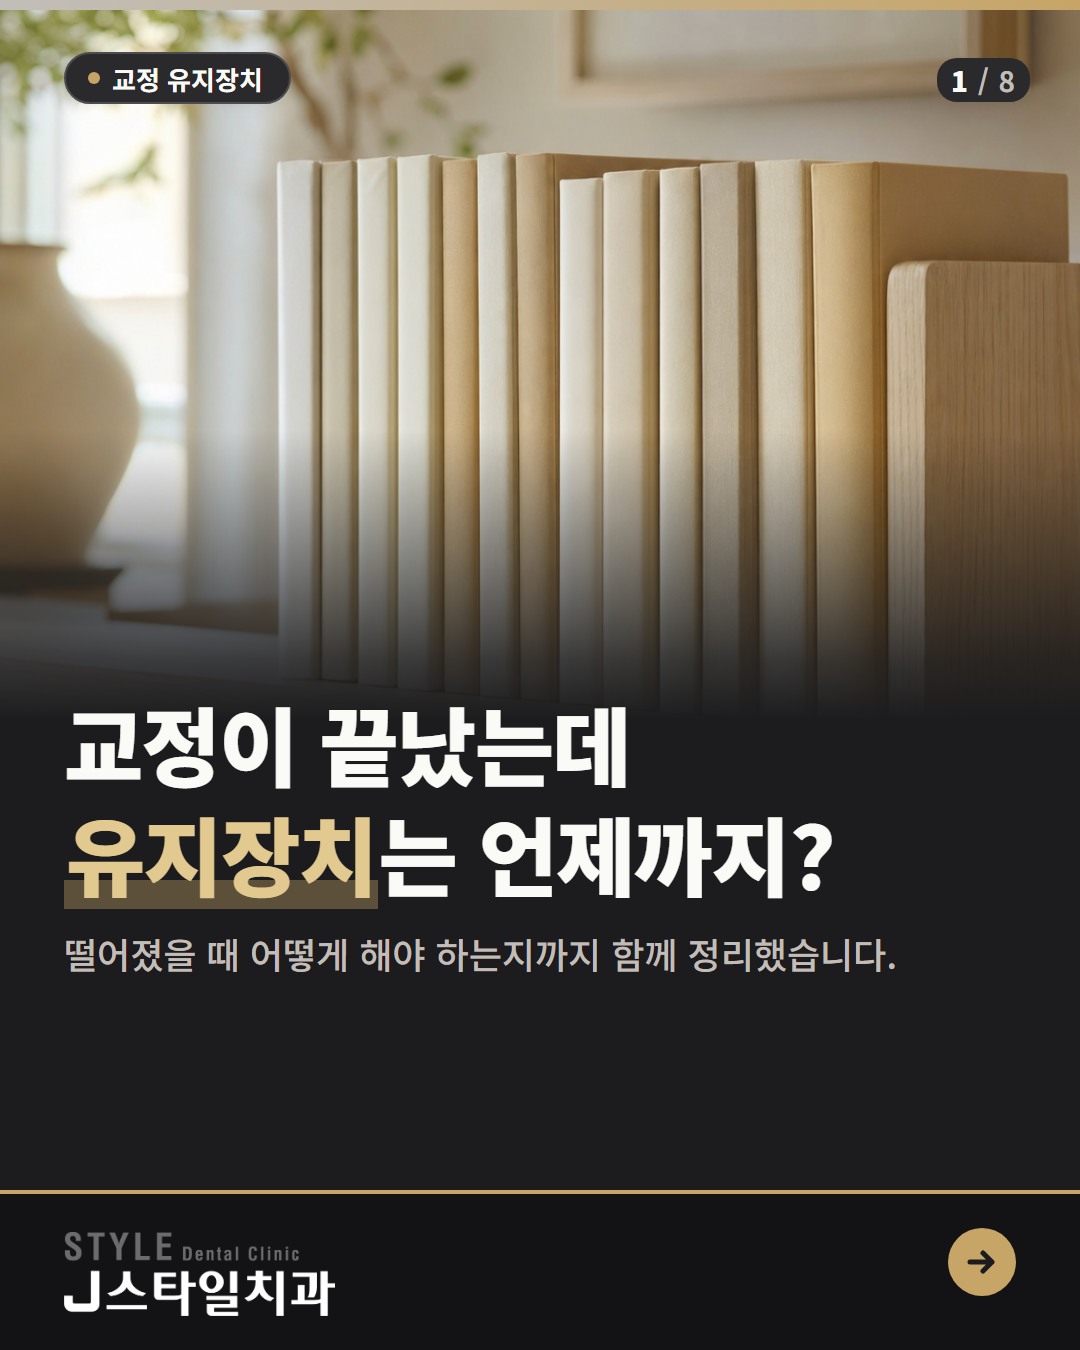 교정 유지장치
1 / 8
교정이 끝났는데
유지장치는 언제까지?
떨어졌을 때 어떻게 해야 하는지까지 함께 정리했습니다.
STYLE Dental Clinic
J스타일치과